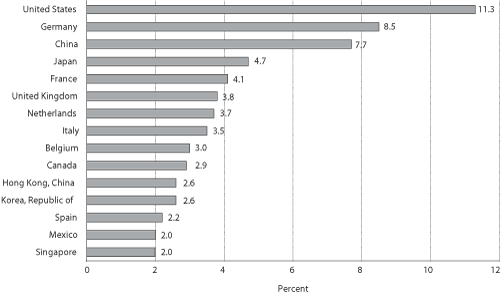 United States 11.3
Germany 8.5
China 7.7
Japan 4.7
France 4.1
United Kingdom 3.8
Netherlands 3.7
Italy 3.5
Belgium 3.0
Canada 2.9
Hong Kong, China 2.6
Korea, Republic of 2.6
Spain 2.2
Mexico 2.0
Singapore 2.0
0 2 4 6 8 10 12
Percent